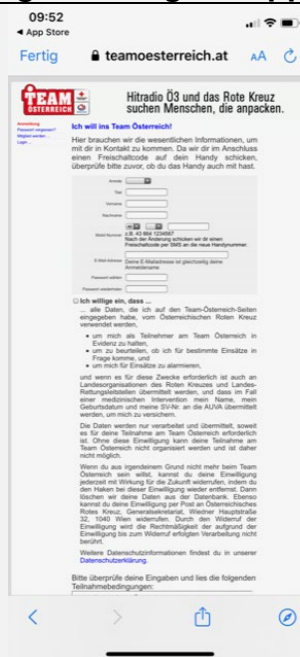 09:52
◀ App Store
Fertig teamoesterreich.at AA
TEAM
ÖSTERREICH
Hitradio Ö3 und das Rote Kreuz
suchen Menschen, die anpacken.
Anmeldung
Passwort vergessen?
Mitglied werden ...
Login ...
Ich will ins Team Österreich!
Hier brauchen wir die wesentlichen Informationen, um
mit dir in Kontakt zu kommen. Da wir dir im Anschluss
einen Freischaltcode auf dein Handy schicken,
überprüfe bitte zuvor, ob du das Handy auch mit hast.
Anrede
Titel
Vorname
Nachname
Mobil-Nummer
z.B. 43 664 1234567
Nach der Änderung schicken wir dir einen
Freischaltcode per SMS an die neue Handynummer.
E-Mail-Adresse
Deine E-Mailadresse ist gleichzeitig deine
Anmeldename
Passwort wählen
Passwort wiederholen
Ich willige ein, dass ...
... alle Daten, die ich auf den Team-Österreich-Seiten
eingegeben habe, vom Österreichischen Roten Kreuz
verwendet werden,
• um mich als Teilnehmer am Team Österreich in
Evidenz zu halten,
• um zu beurteilen, ob ich für bestimmte Einsätze in
Frage komme, und
• um mich für Einsätze zu alarmieren,
und wenn es für diese Zwecke erforderlich ist auch an
Landesorganisationen des Roten Kreuzes und Landes-
Rettungsleitstellen übermittelt werden, und dass im Fall
einer medizinischen Intervention mein Name, mein
Geburtsdatum und meine SV-Nr. an die AUVA übermittelt
werden, um mich zu versichern.
Die Daten werden nur verarbeitet und übermittelt, soweit
es für deine Teilnahme am Team Österreich erforderlich
ist. Ohne diese Einwilligung kann deine Teilnahme am
Team Österreich nicht organisiert werden und ist daher
nicht möglich.
Wenn du aus irgendeinem Grund nicht mehr beim Team
Österreich sein willst, kannst du deine Einwilligung
jederzeit mit Wirkung für die Zukunft widerrufen, indem du
den Haken bei dieser Einwilligung wieder entfernst. Dann
löschen wir deine Daten aus der Datenbank. Ebenso
kannst du deine Einwilligung per Post an Österreichisches
Rotes Kreuz, Generalsekretariat, Wiedner Hauptstraße
32, 1040 Wien widerrufen. Durch den Widerruf der
Einwilligung wird die Rechtmäßigkeit der aufgrund der
Einwilligung bis zum Widerruf erfolgten Verarbeitung nicht
berührt.
Weitere Datenschutzinformationen findest du in unserer
Datenschutzerklärung.
Bitte überprüfe deine Eingaben und lies die folgenden
Teilnahmebedingungen: